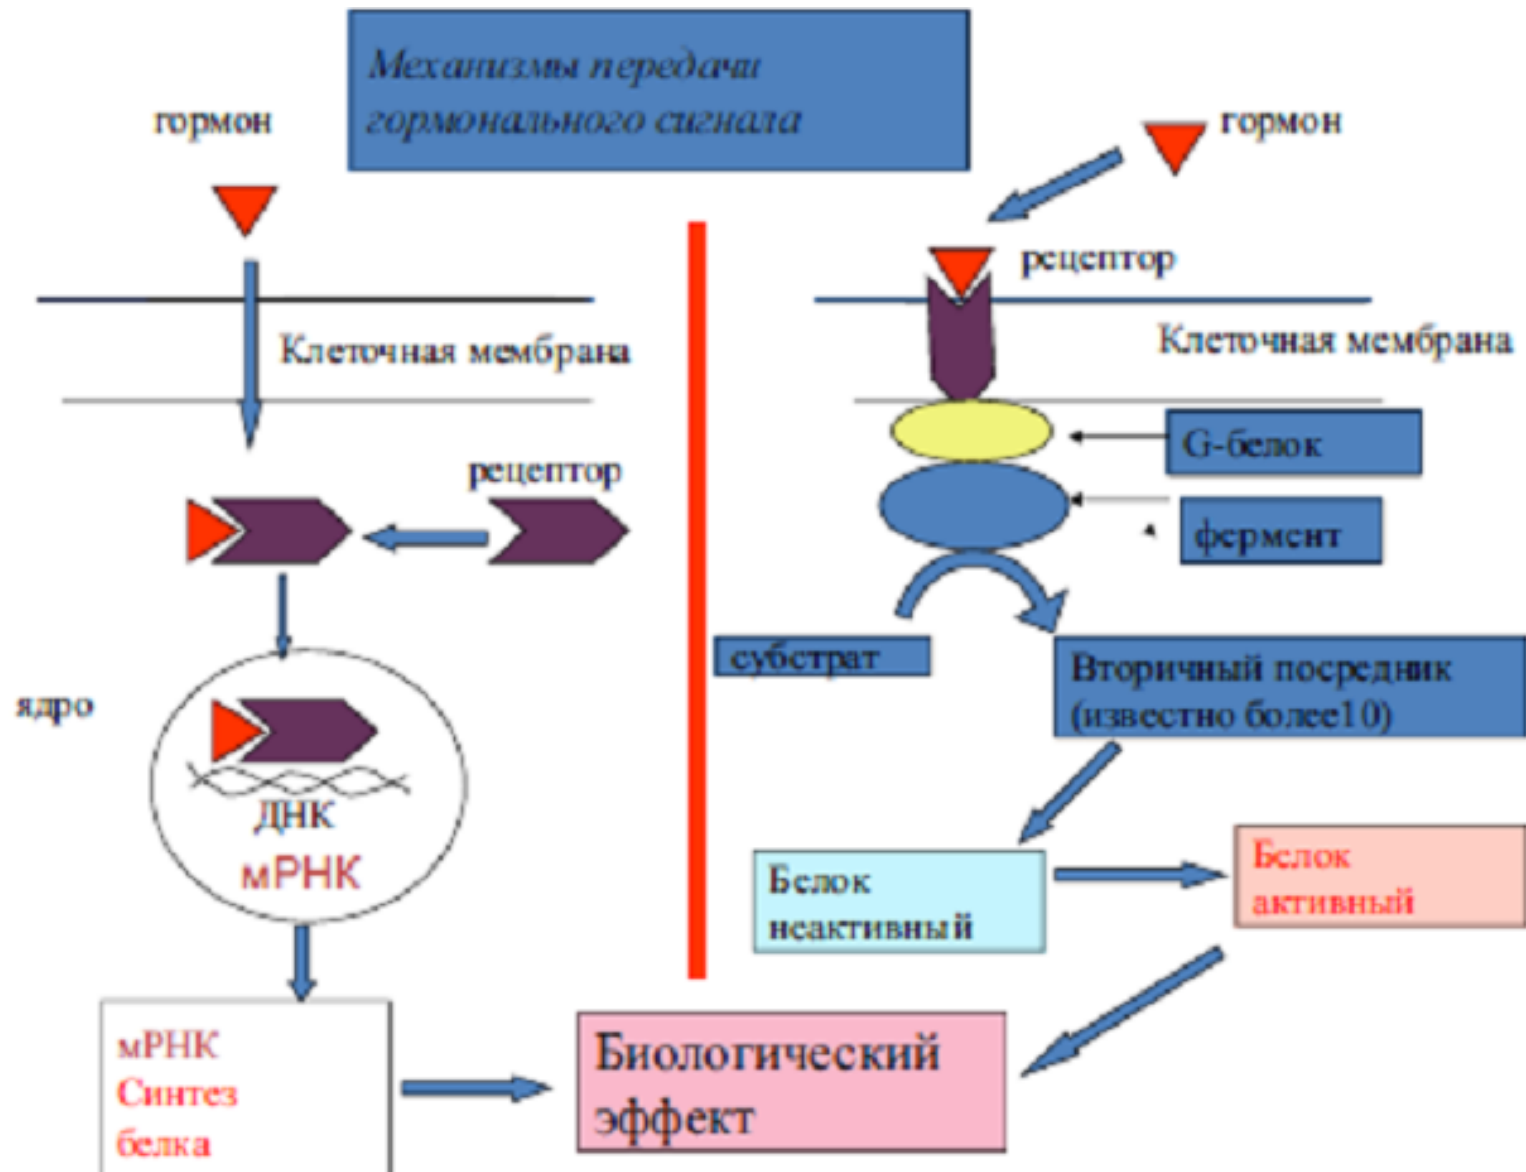 Механизмы передачи
гормонального сигнала
гормон
гормон
рецептор
Клеточная мембрана
Клеточная мембрана
G-белок
рецептор
фермент
субстрат
Вторичный посредник
(известно более10)
ядро
ДНК
мРНК
Белок
неактивный
Белок
активный
мРНК
Синтез
белка
Биологический
эффект